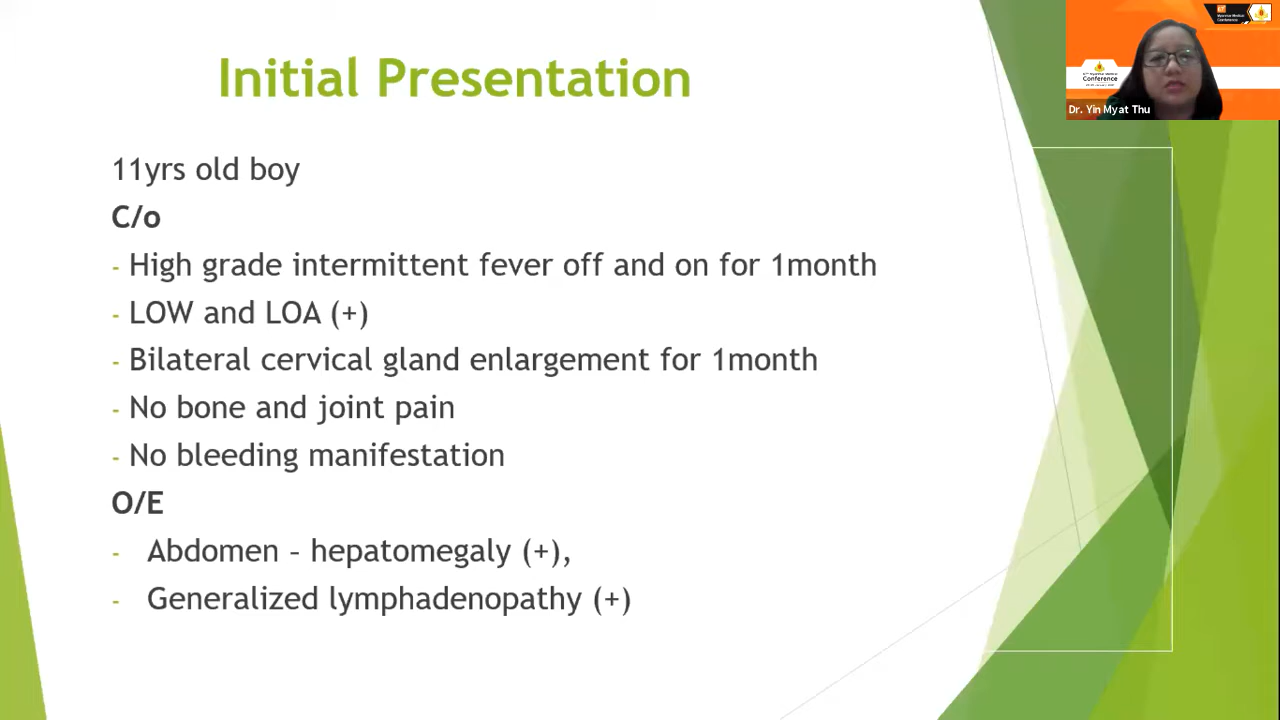 Initial Presentation
11yrs old boy
C/o
- High grade intermittent fever off and on for 1month
- LOW and LOA (+)
- Bilateral cervical gland enlargement for 1month
- No bone and joint pain
- No bleeding manifestation
O/E
- Abdomen – hepatomegaly (+),
- Generalized lymphadenopathy (+)
Conference
Dr. Yin Myat Thu